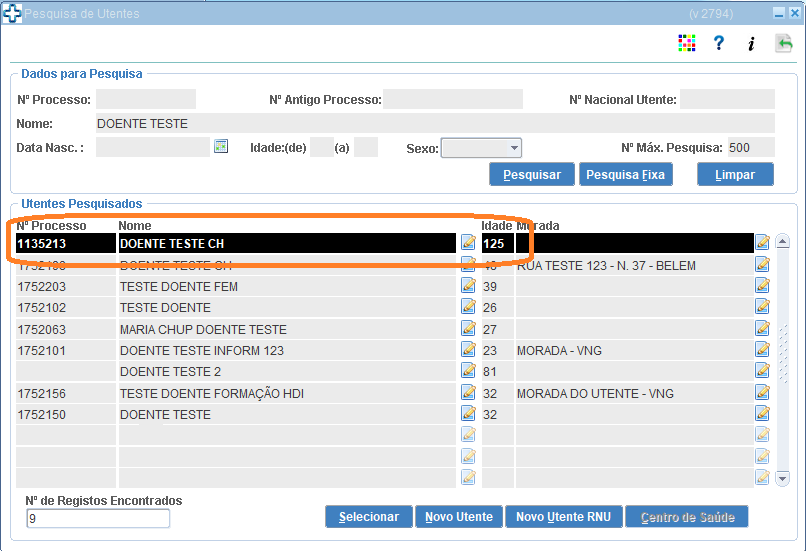 Pesquisa de Utentes (v 2794)
? i
Dados para Pesquisa
Nº Processo: Nº Antigo Processo: Nº Nacional Utente:
Nome: DOENTE TESTE
Data Nasc. : Idade:(de) (a) Sexo: Nº Máx. Pesquisa: 500
Pesquisar Pesquisa Fixa Limpar
Utentes Pesquisados
Nº Processo Nome Idade Morada
1135213 DOENTE TESTE CH 125
DOENTE TESTE CH RUA TESTE 123 - N. 37 - BELEM
1752203 TESTE DOENTE FEM 39
1752102 TESTE DOENTE 26
1752063 MARIA CHUP DOENTE TESTE 27
1752101 DOENTE TESTE INFORM 123 23 MORADA - VNG
DOENTE TESTE 2 81
1752156 TESTE DOENTE FORMAÇÃO HDI 32 MORADA DO UTENTE - VNG
1752150 DOENTE TESTE 32
Nº de Registos Encontrados
9
Selecionar Novo Utente Novo Utente RNU Centro de Saúde